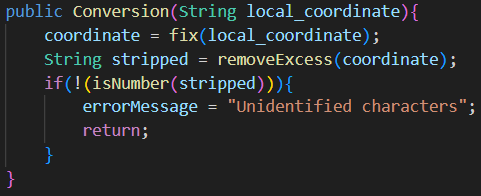 public Conversion(String local_coordinate){
    coordinate = fix(local_coordinate);
    String stripped = removeExcess(coordinate);
    if(!(isNumber(stripped))){
        errorMessage = "Unidentified characters";
        return;
    }
}